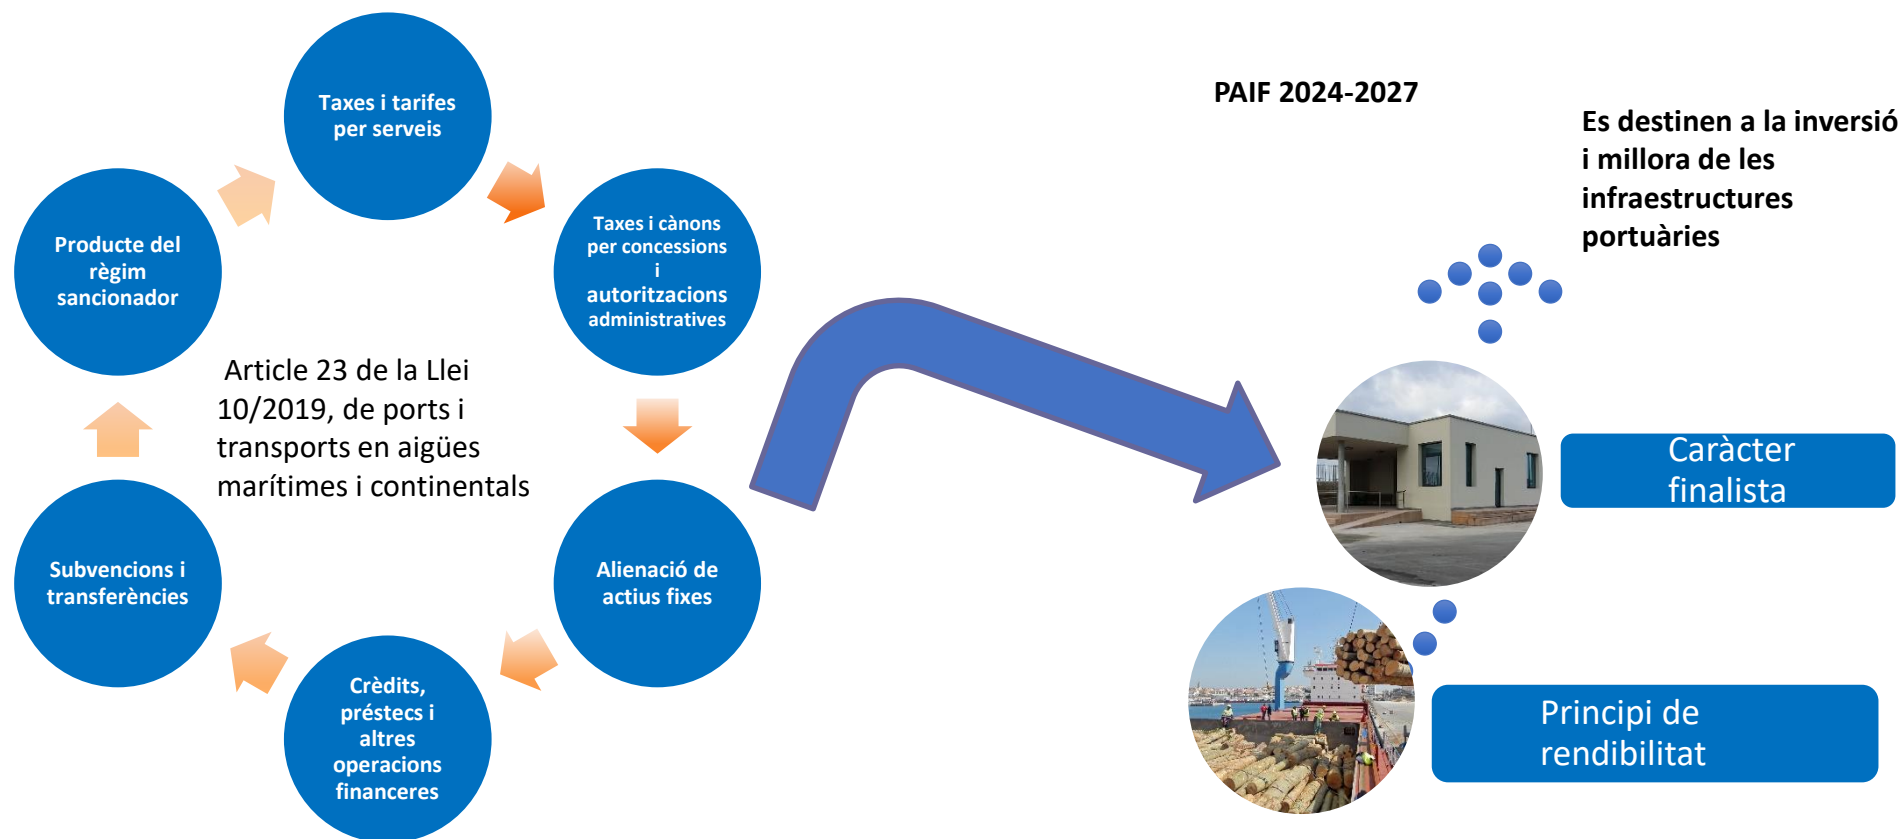 Taxes i tarifes
per serveis
Taxes i cànons
per concessions
i
autoritzacions
administratives
Alienació de
actius fixes
Crèdits,
préstecs i
altres
operacions
financeres
Subvencions i
transferències
Producte del
règim
sancionador
Article 23 de la Llei
10/2019, de ports i
transports en aigües
marítimes i continentals
PAIF 2024-2027
Es destinen a la inversió
i millora de les
infraestructures
portuàries
Caràcter
finalista
Principi de
rendibilitat